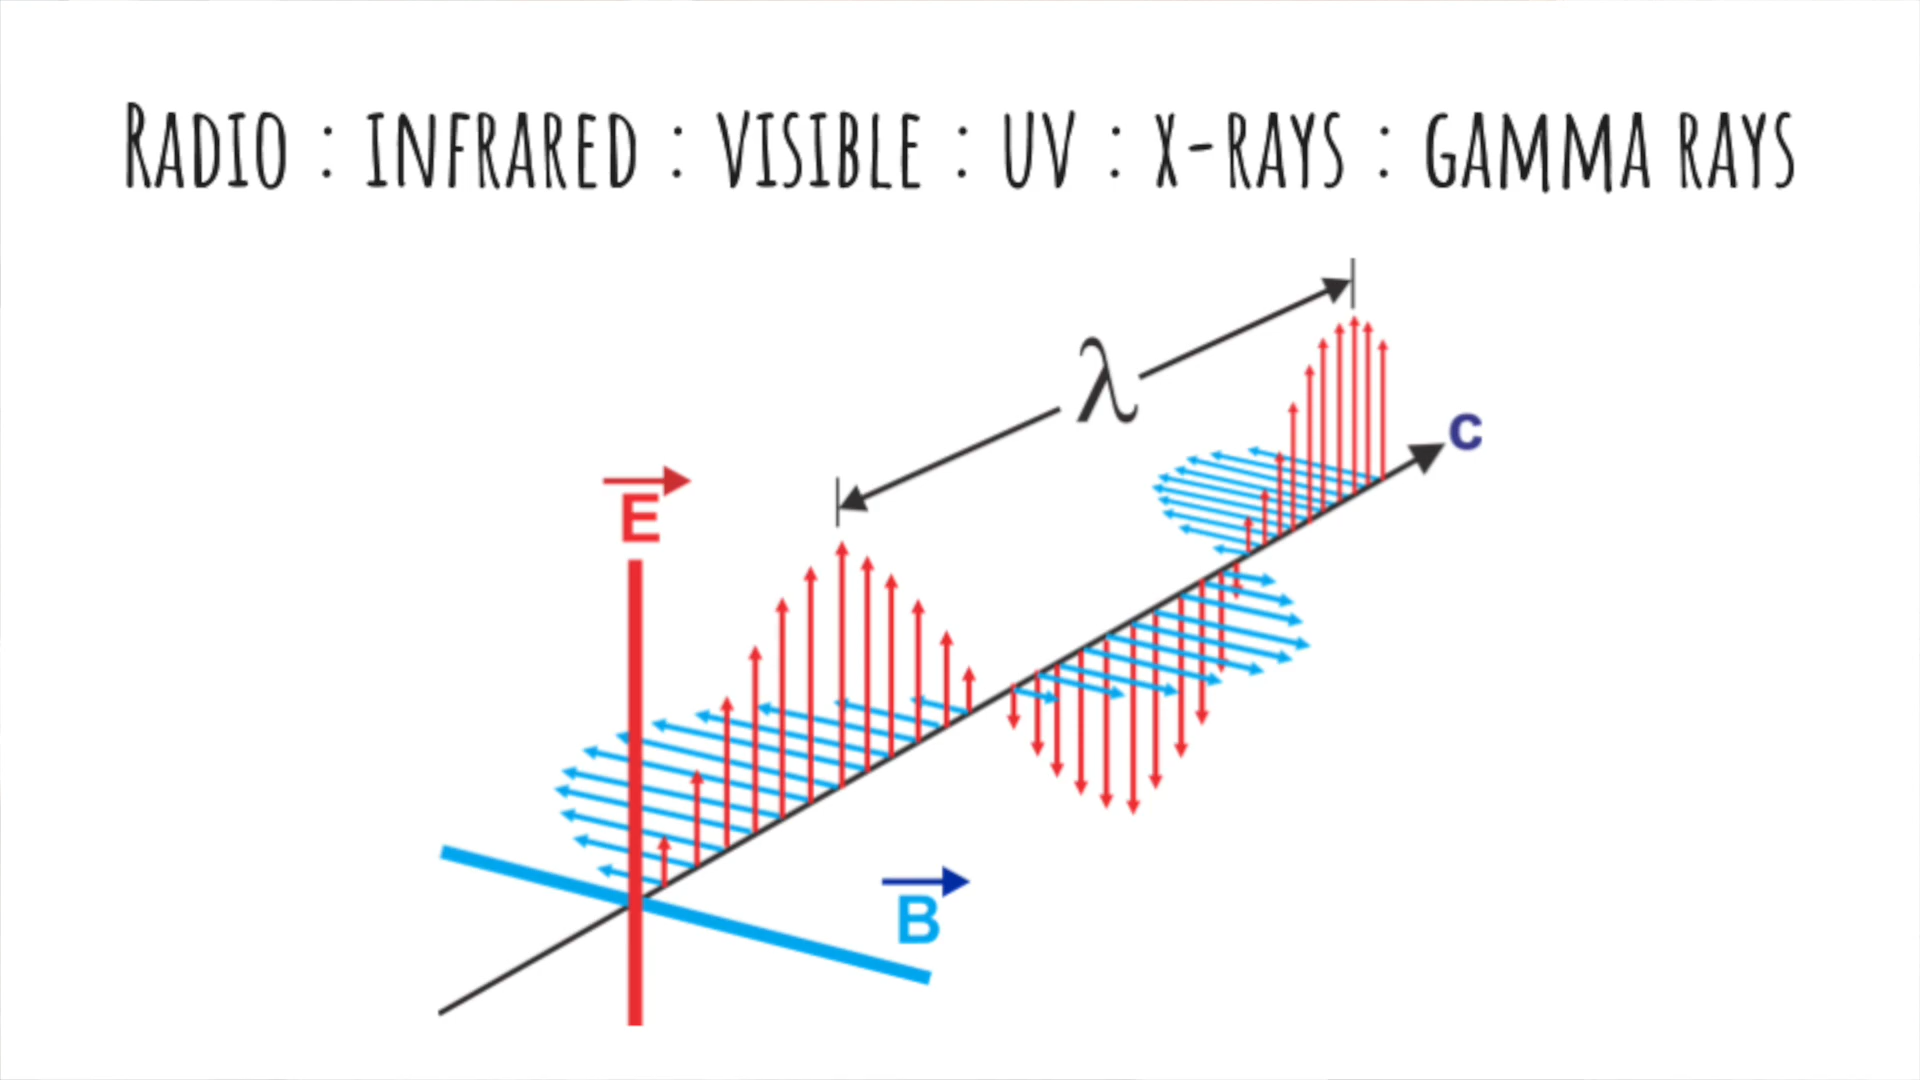 Radio : infrared : visible : uv : x-rays : gamma rays
λ
c
E
B